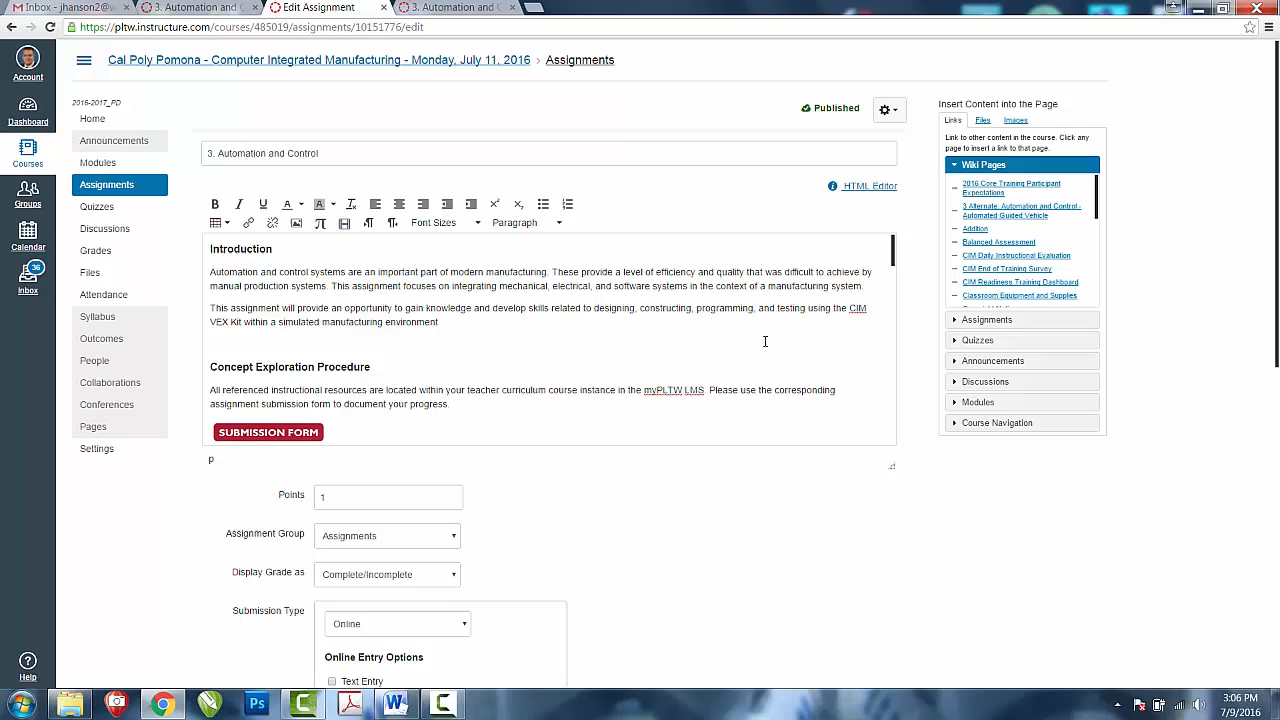 Inbox - jhanson2@
3. Automation and Co
Edit Assignment
3. Automation and C
https://pltw.instructure.com/courses/485019/assignments/10151776/edit
Account
Dashboard
Courses
Groups
Calendar
36
Inbox
Help
Cal Poly Pomona - Computer Integrated Manufacturing - Monday, July 11, 2016 › Assignments
2016-2017_PD
Home
Announcements
Modules
Assignments
Quizzes
Discussions
Grades
Files
Attendance
Syllabus
Outcomes
People
Collaborations
Conferences
Pages
Settings
Published
3. Automation and Control
HTML Editor
Font Sizes
Paragraph
Introduction
Automation and control systems are an important part of modern manufacturing. These provide a level of efficiency and quality that was difficult to achieve by
manual production systems. This assignment focuses on integrating mechanical, electrical, and software systems in the context of a manufacturing system.
This assignment will provide an opportunity to gain knowledge and develop skills related to designing, constructing, programming, and testing using the CIM
VEX Kit within a simulated manufacturing environment
Concept Exploration Procedure
All referenced instructional resources are located within your teacher curriculum course instance in the myPLTW LMS. Please use the corresponding
assignment submission form to document your progress.
SUBMISSION FORM
p
Points
1
Assignment Group
Assignments
Display Grade as
Complete/Incomplete
Submission Type
Online
Online Entry Options
Text Entry
Insert Content into the Page
Links Files Images
Link to other content in the course. Click any
page to insert a link to that page.
Wiki Pages
2016 Core Training Participant
Expectations
3 Alternate: Automation and Control -
Automated Guided Vehicle
Addition
Balanced Assessment
CIM Daily Instructional Evaluation
CIM End of Training Survey
CIM Readiness Training Dashboard
Classroom Equipment and Supplies
Assignments
Quizzes
Announcements
Discussions
Modules
Course Navigation
3:06 PM
7/9/2016